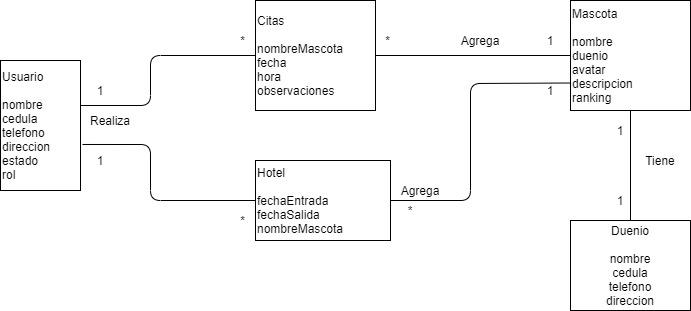 Usuario
nombre
cedula
telefono
direccion
estado
rol
1
Realiza
1
*
*
Citas
nombreMascota
fecha
hora
observaciones
*
Agrega
1
Hotel
fechaEntrada
fechaSalida
nombreMascota
Agrega
*
1
Mascota
nombre
duenio
avatar
descripcion
ranking
1
Tiene
1
Duenio
nombre
cedula
telefono
direccion